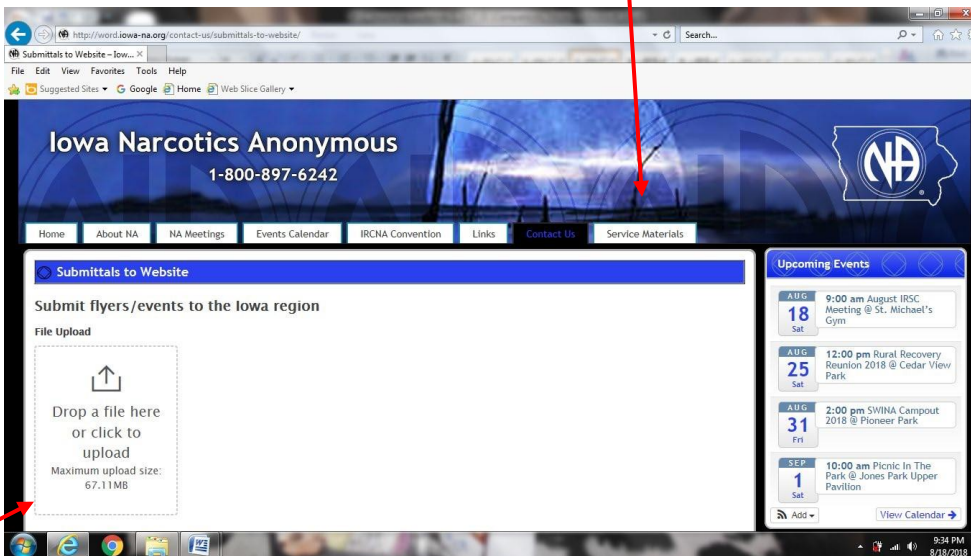 http://word.iowa-na.org/contact-us/submittals-to-website/
Search...
Submittals to Website – Iow...
File Edit View Favorites Tools Help
Suggested Sites Google Home Web Slice Gallery
Iowa Narcotics Anonymous
1-800-897-6242
NA
Home About NA NA Meetings Events Calendar IRCNA Convention Links Contact Us Service Materials
Submittals to Website
Submit flyers/events to the Iowa region
File Upload
Drop a file here
or click to
upload
Maximum upload size:
67.11MB
Upcoming Events
AUG
18
Sat
9:00 am August IRSC
Meeting @ St. Michael's
Gym
AUG
25
Sat
12:00 pm Rural Recovery
Reunion 2018 @ Cedar View
Park
AUG
31
Fri
2:00 pm SWINA Campout
2018 @ Pioneer Park
SEP
1
Sat
10:00 am Picnic In The
Park @ Jones Park Upper
Pavilion
Add
View Calendar
9:34 PM
8/18/2018